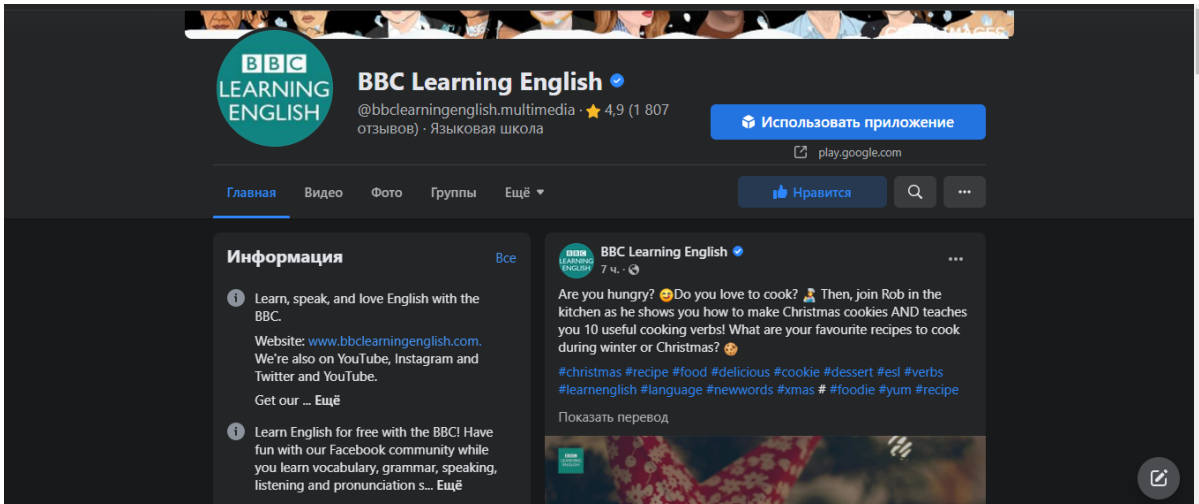 IMAGES
BBC
LEARNING
ENGLISH
BBC Learning English
@bbclearningenglish.multimedia · 4,9 (1 807
отзывов) · Языковая школа
Использовать приложение
play.google.com
Главная Видео Фото Группы Ещё
Нравится
Информация Все
Learn, speak, and love English with the
BBC.
Website: www.bbclearningenglish.com.
We're also on YouTube, Instagram and
Twitter and YouTube.
Get our ... Ещё
Learn English for free with the BBC! Have
fun with our Facebook community while
you learn vocabulary, grammar, speaking,
listening and pronunciation s... Ещё
BBC
LEARNING
ENGLISH
BBC Learning English
7 ч. ·
Are you hungry? 😋Do you love to cook? 👩‍🍳 Then, join Rob in the
kitchen as he shows you how to make Christmas cookies AND teaches
you 10 useful cooking verbs! What are your favourite recipes to cook
during winter or Christmas? 🍪
#christmas #recipe #food #delicious #cookie #dessert #esl #verbs
#learnenglish #language #newwords #xmas # #foodie #yum #recipe
Показать перевод
BBC
LEARNING
ENGLISH